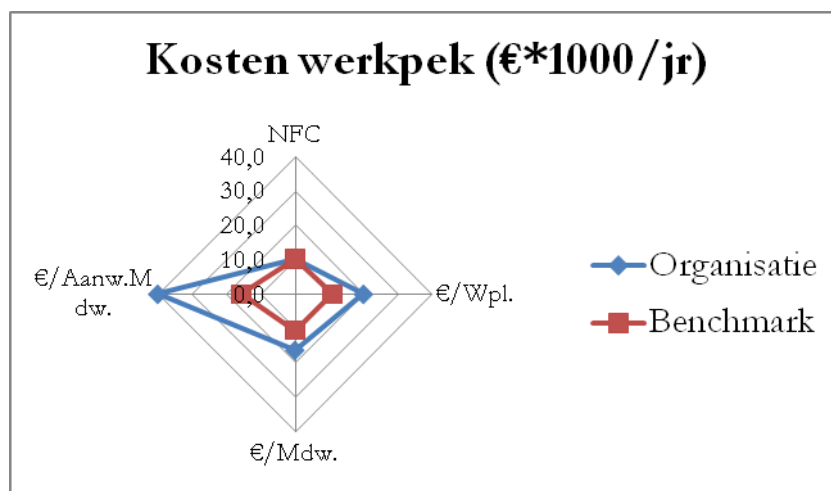 Kosten werkpek (€*1000/jr)
NFC
40,0
30,0
20,0
10,0
0,0
€/Aanw.M
dw.
€/Wpl.
€/Mdw.
Organisatie
Benchmark